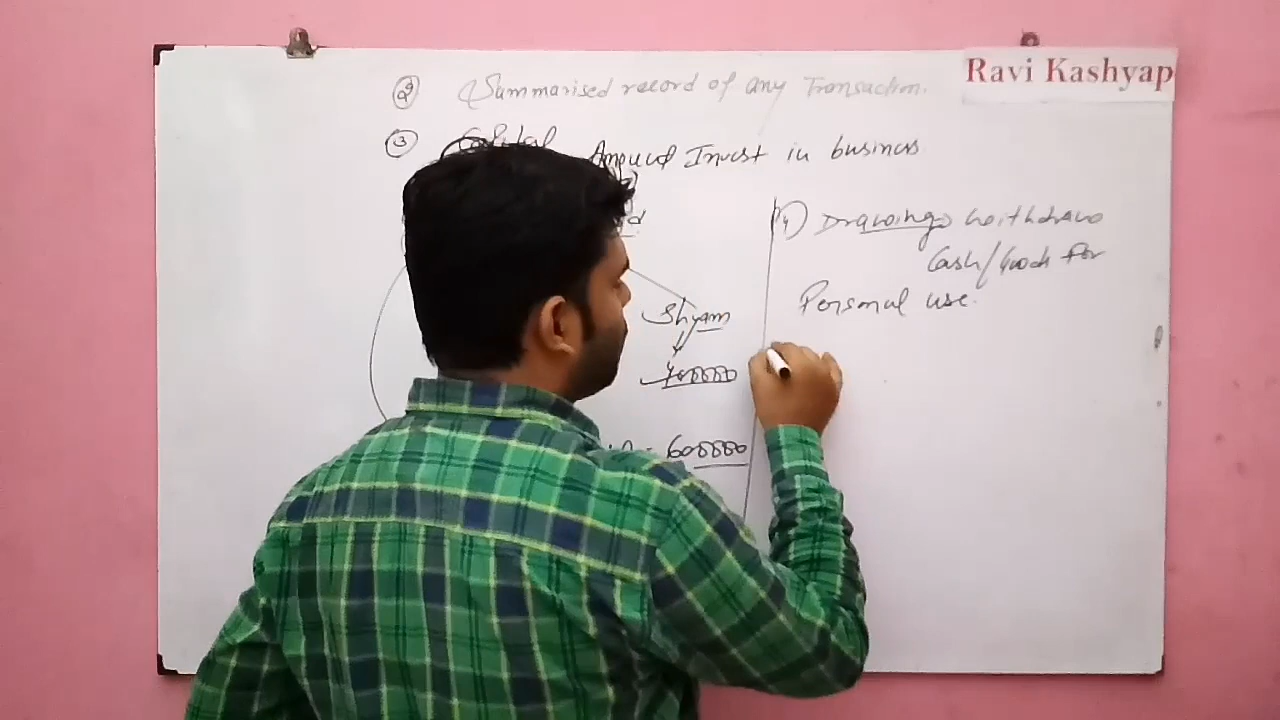 Ravi Kashyap
② Summarised record of any Transaction.
③ Capital Amount Invest in business
4) Drawings withdraw
Cash/Goods for
Personal use.
Shyam
400000
600000